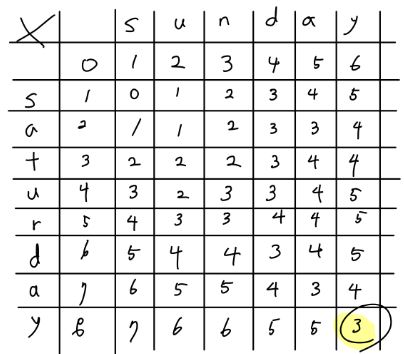 X s u n d a y
0 1 2 3 4 5 6
s 1 0 1 2 3 4 5
a 2 1 1 2 3 3 4
t 3 2 2 2 3 4 4
u 4 3 2 3 3 4 5
r 5 4 3 3 4 4 5
d 6 5 4 4 3 4 5
a 7 6 5 5 4 3 4
y 8 7 6 6 5 5 3